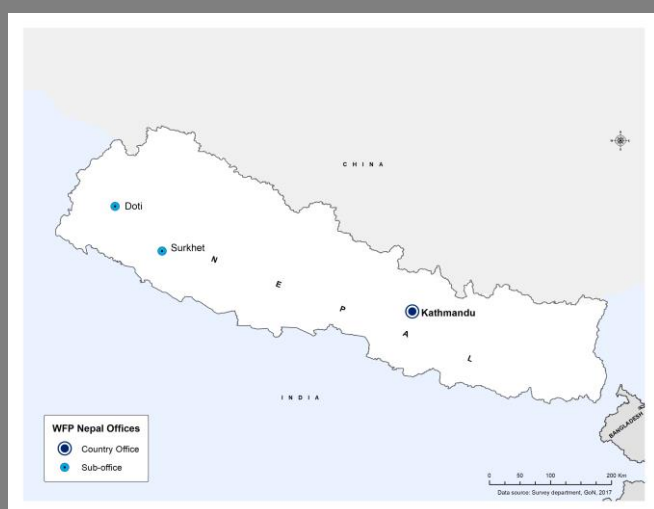 CHINA
Doti
Surkhet
N E P A L
Kathmandu
INDIA
BANGLADESH
WFP Nepal Offices
Country Office
Sub-office
0 50 100 200 Km
Data source: Survey department, GoN, 2017